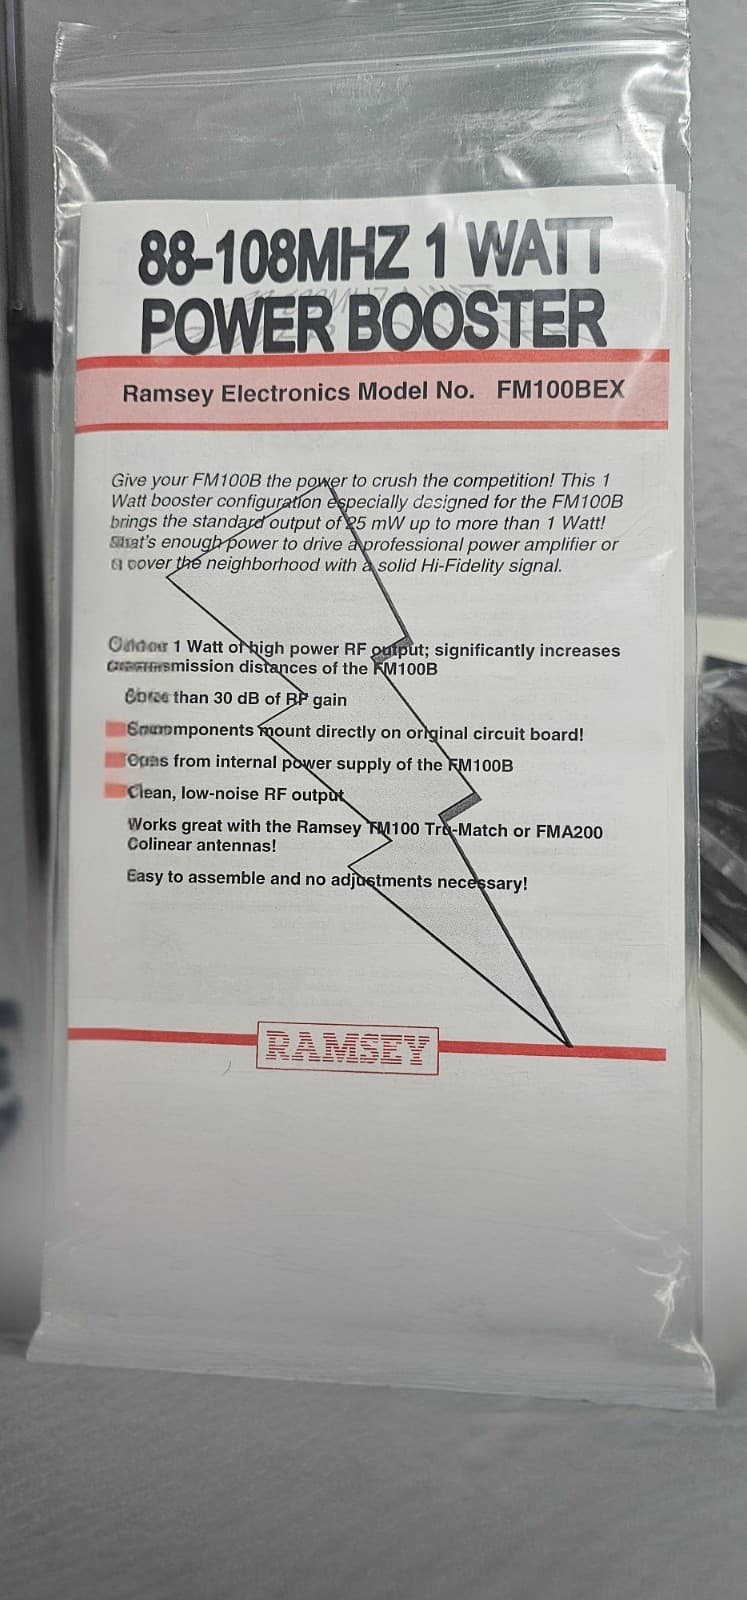 88-108MHZ 1 WATT
POWER BOOSTER
Ramsey Electronics Model No. FM100BEX
Give your FM100B the power to crush the competition! This 1
Watt booster configuration especially designed for the FM100B
brings the standard output of 25 mW up to more than 1 Watt!
enough power to drive a professional power amplifier or
cover the neighborhood with a solid Hi-Fidelity signal.
1 Watt of high power RF output; significantly increases
distances of the FM100B
than 30 dB of RF gain
mount directly on original circuit board!
from internal power supply of the FM100B
Clean, low-noise RF output
Works great with the Ramsey TM100 Tru-Match or FMA200
Colinear antennas!
Easy to assemble and no adjustments necessary!
RAMSEY